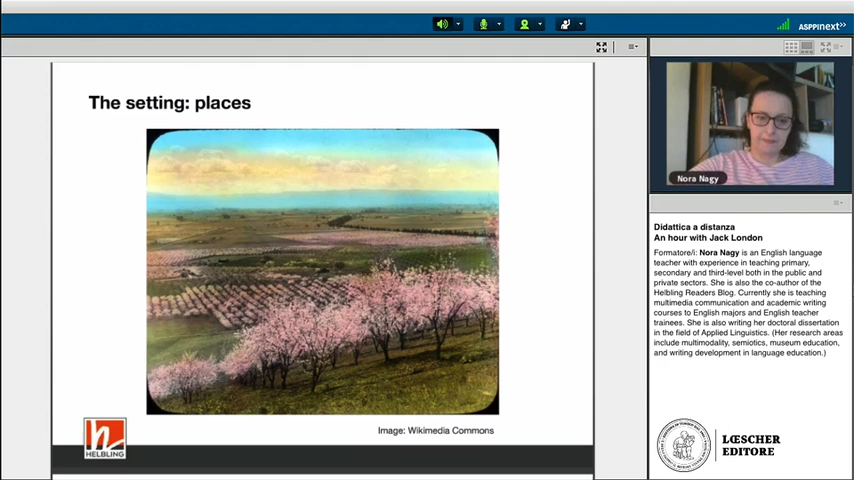 ASPPInext>>
The setting: places
Image: Wikimedia Commons
h
HELBLING
Nora Nagy
Didattica a distanza
An hour with Jack London
Formatore/i: Nora Nagy is an English language
teacher with experience in teaching primary,
secondary and third-level both in the public and
private sectors. She is also the co-author of the
Helbling Readers Blog. Currently she is teaching
multimedia communication and academic writing
courses to English majors and English teacher
trainees. She is also writing her doctoral dissertation
in the field of Applied Linguistics. (Her research areas
include multimodality, semiotics, museum education,
and writing development in language education.)
LŒSCHER
EDITORE